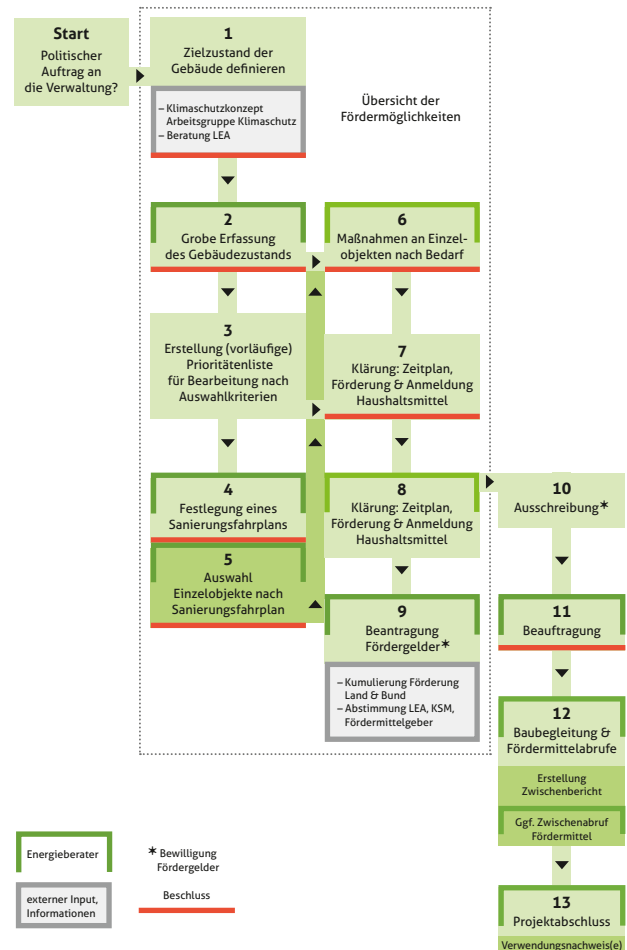 Start
Politischer
Auftrag an
die Verwaltung?
1
Zielzustand der
Gebäude definieren
– Klimaschutzkonzept
Arbeitsgruppe Klimaschutz
– Beratung LEA
Übersicht der
Fördermöglichkeiten
2
Grobe Erfassung
des Gebäudezustands
6
Maßnahmen an Einzel-
objekten nach Bedarf
3
Erstellung (vorläufige)
Prioritätenliste
für Bearbeitung nach
Auswahlkriterien
7
Klärung: Zeitplan,
Förderung & Anmeldung
Haushaltsmittel
4
Festlegung eines
Sanierungsfahrplans
8
Klärung: Zeitplan,
Förderung & Anmeldung
Haushaltsmittel
5
Auswahl
Einzelobjekte nach
Sanierungsfahrplan
9
Beantragung
Fördergelder*
– Kumulierung Förderung
Land & Bund
– Abstimmung LEA, KSM,
Fördermittelgeber
10
Ausschreibung*
11
Beauftragung
12
Baubegleitung &
Fördermittelabrufe
Erstellung
Zwischenbericht
Ggf. Zwischenabruf
Fördermittel
13
Projektabschluss
Verwendungsnachweis(e)
Energieberater
* Bewilligung
Fördergelder
externer Input,
Informationen
Beschluss